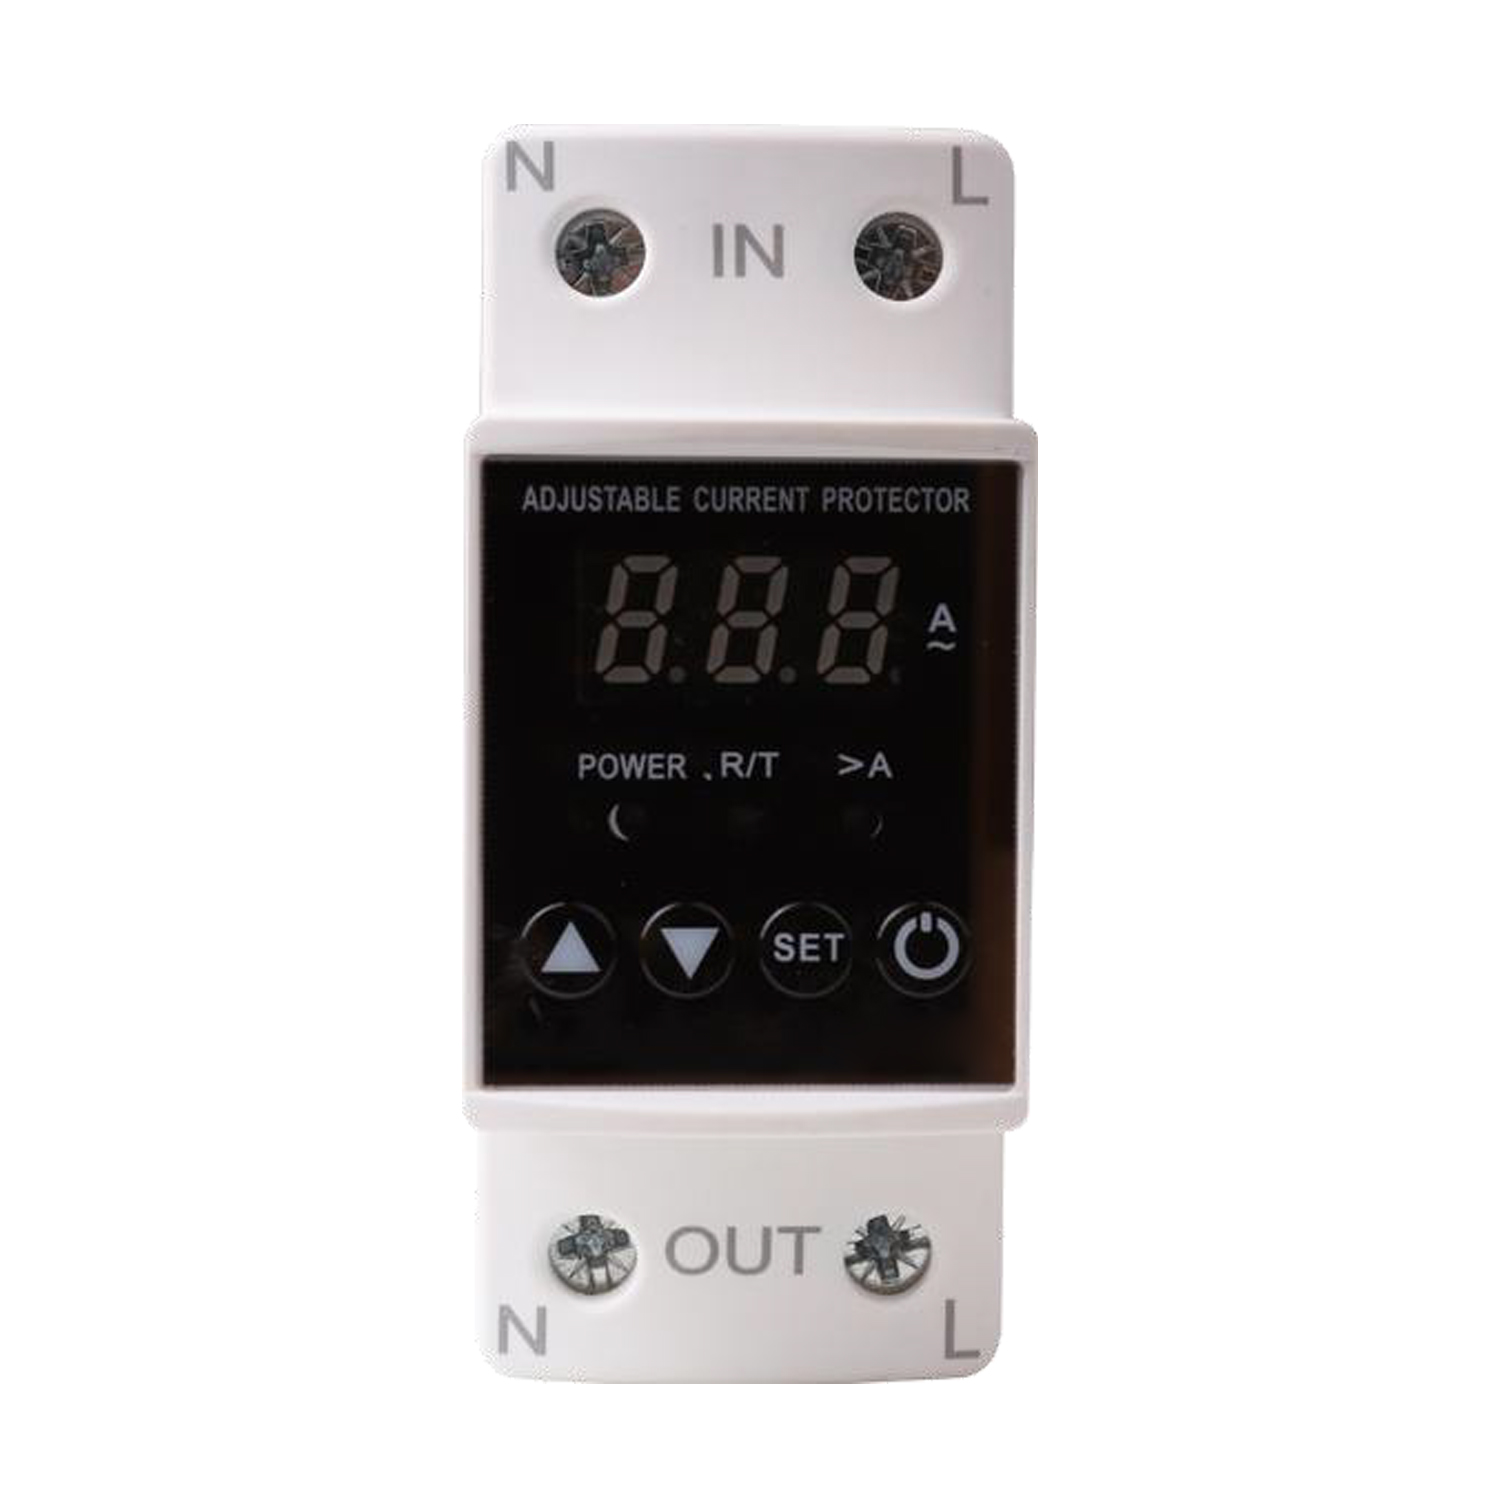 N L
IN
ADJUSTABLE CURRENT PROTECTOR
8.8.8.
A
~
POWER 、R/T >A
SET
OUT
N L